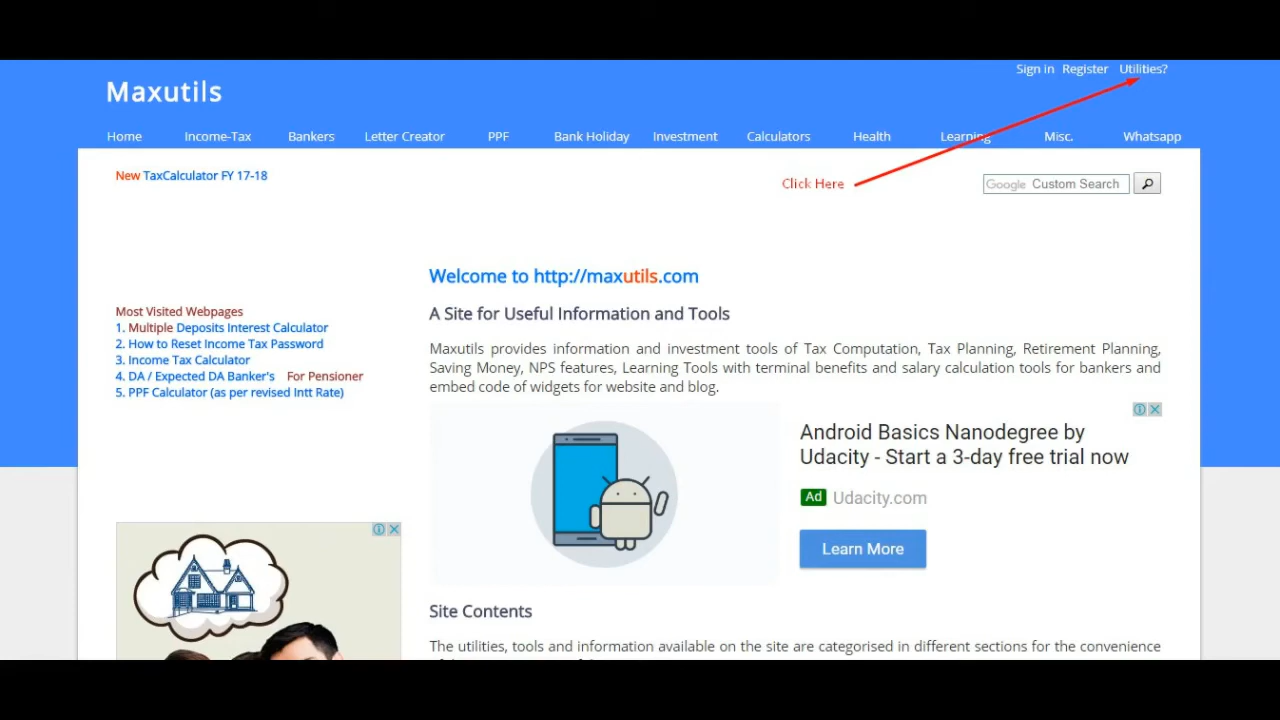 Sign in Register Utilities?
Maxutils
Home Income-Tax Bankers Letter Creator PPF Bank Holiday Investment Calculators Health Learning Misc. Whatsapp
New TaxCalculator FY 17-18
Click Here
Google Custom Search
Welcome to http://maxutils.com
Most Visited Webpages
1. Multiple Deposits Interest Calculator
2. How to Reset Income Tax Password
3. Income Tax Calculator
4. DA / Expected DA Banker's For Pensioner
5. PPF Calculator (as per revised Intt Rate)
A Site for Useful Information and Tools
Maxutils provides information and investment tools of Tax Computation, Tax Planning, Retirement Planning,
Saving Money, NPS features, Learning Tools with terminal benefits and salary calculation tools for bankers and
embed code of widgets for website and blog.
Android Basics Nanodegree by
Udacity - Start a 3-day free trial now
Ad Udacity.com
Learn More
Site Contents
The utilities, tools and information available on the site are categorised in different sections for the convenience